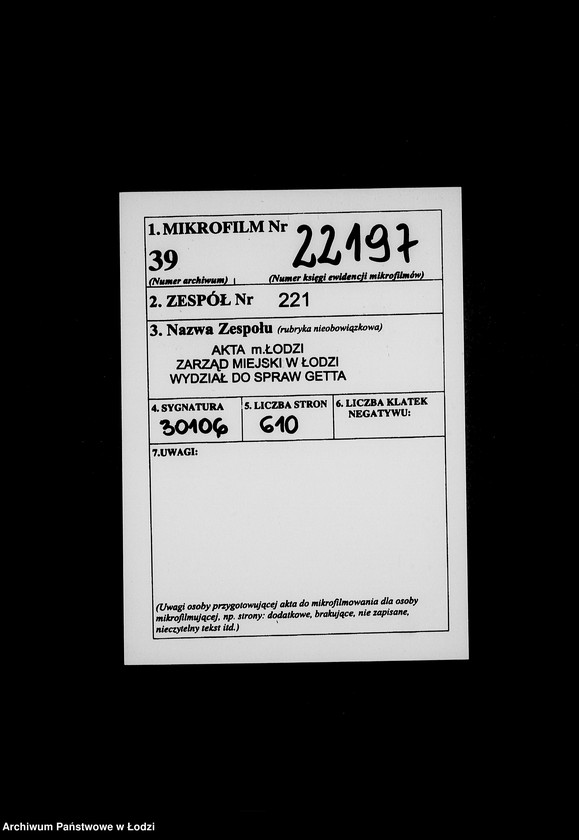 1. MIKROFILM Nr 22197
39
(Numer archiwum) (Numer księgi ewidencji mikrofilmów)
2. ZESPÓŁ Nr 221
3. Nazwa Zespołu (rubryka nieobowiązkowa)
AKTA m.ŁODZI
ZARZĄD MIEJSKI W ŁODZI
WYDZIAŁ DO SPRAW GETTA
4. SYGNATURA 5. LICZBA STRON 6. LICZBA KLATEK
NEGATYWU:
30106 610
7.UWAGI:
(Uwagi osoby przygotowującej akta do mikrofilmowania dla osoby
mikrofilmującej, np. strony: dodatkowe, brakujące, nie zapisane,
nieczytelny tekst itd.)
Archiwum Państwowe w Łodzi